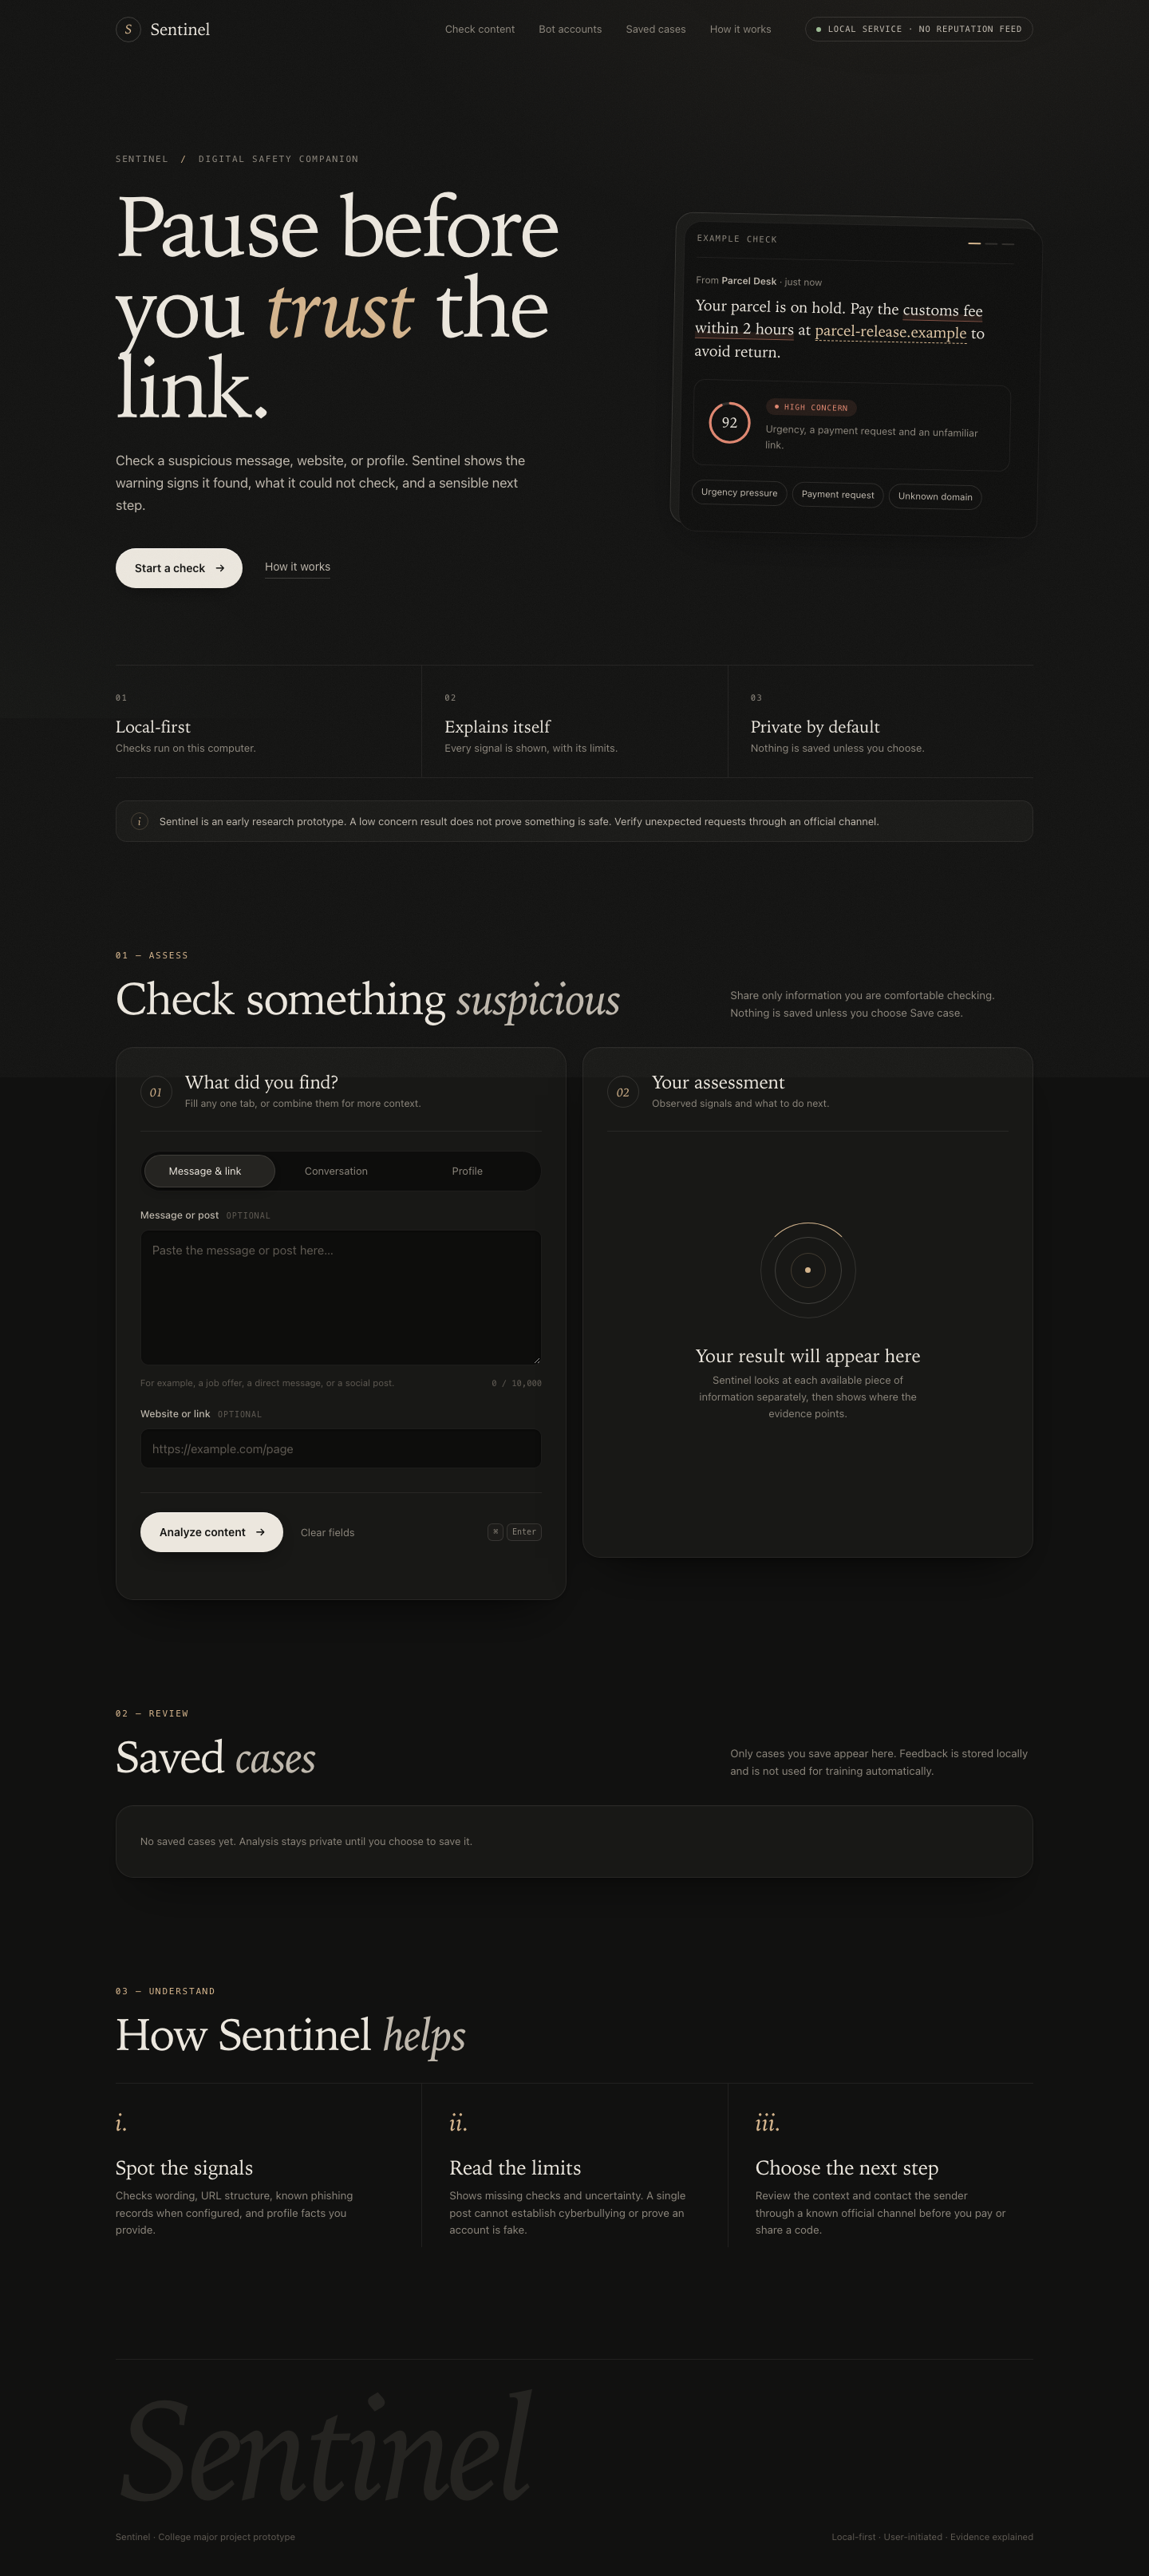 S Sentinel
Check content
Bot accounts
Saved cases
How it works
LOCAL SERVICE · NO REPUTATION FEED
SENTINEL / DIGITAL SAFETY COMPANION
Pause before
you trust the
link.
Check a suspicious message, website, or profile. Sentinel shows the
warning signs it found, what it could not check, and a sensible next
step.
Start a check →
How it works
EXAMPLE CHECK
From Parcel Desk · just now
Your parcel is on hold. Pay the customs fee
within 2 hours at parcel-release.example to
avoid return.
92
HIGH CONCERN
Urgency, a payment request and an unfamiliar
link.
Urgency pressure
Payment request
Unknown domain
01
Local-first
Checks run on this computer.
02
Explains itself
Every signal is shown, with its limits.
03
Private by default
Nothing is saved unless you choose.
i Sentinel is an early research prototype. A low concern result does not prove something is safe. Verify unexpected requests through an official channel.
01 — ASSESS
Check something suspicious
Share only information you are comfortable checking.
Nothing is saved unless you choose Save case.
01
What did you find?
Fill any one tab, or combine them for more context.
Message & link
Conversation
Profile
Message or post OPTIONAL
Paste the message or post here...
For example, a job offer, a direct message, or a social post.
0 / 10,000
Website or link OPTIONAL
https://example.com/page
Analyze content →
Clear fields
⌘ Enter
02
Your assessment
Observed signals and what to do next.
Your result will appear here
Sentinel looks at each available piece of
information separately, then shows where the
evidence points.
02 — REVIEW
Saved cases
Only cases you save appear here. Feedback is stored locally
and is not used for training automatically.
No saved cases yet. Analysis stays private until you choose to save it.
03 — UNDERSTAND
How Sentinel helps
i.
Spot the signals
Checks wording, URL structure, known phishing
records when configured, and profile facts you
provide.
ii.
Read the limits
Shows missing checks and uncertainty. A single
post cannot establish cyberbullying or prove an
account is fake.
iii.
Choose the next step
Review the context and contact the sender
through a known official channel before you pay or
share a code.
Sentinel
Sentinel · College major project prototype
Local-first · User-initiated · Evidence explained